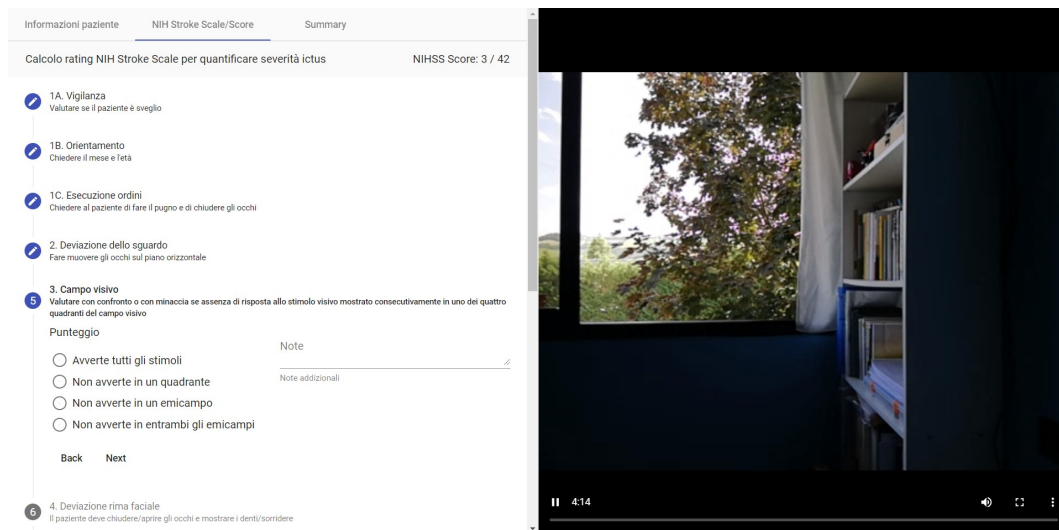 Informazioni paziente
NIH Stroke Scale/Score
Summary
Calcolo rating NIH Stroke Scale per quantificare severità ictus
NIHSS Score: 3 / 42
1A. Vigilanza
Valutare se il paziente è sveglio
1B. Orientamento
Chiedere il mese e l'età
1C. Esecuzione ordini
Chiedere al paziente di fare il pugno e di chiudere gli occhi
2. Deviazione dello sguardo
Fare muovere gli occhi sul piano orizzontale
5
3. Campo visivo
Valutare con confronto o con minaccia se assenza di risposta allo stimolo visivo mostrato consecutivamente in uno dei quattro
quadranti del campo visivo
Punteggio
Avverte tutti gli stimoli
Non avverte in un quadrante
Non avverte in un emicampo
Non avverte in entrambi gli emicampi
Note
Note addizionali
Back
Next
6
4. Deviazione rima faciale
Il paziente deve chiudere/aprire gli occhi e mostrare i denti/sorridere
4:14